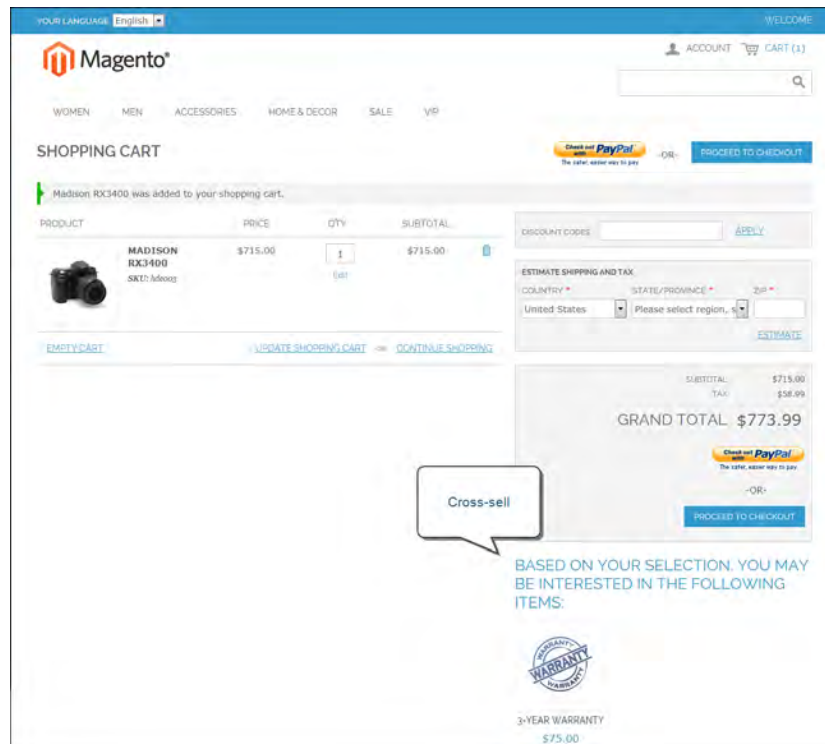 YOUR LANGUAGE English
WELCOME
Magento®
ACCOUNT CART (1)
WOMEN MEN ACCESSORIES HOME & DECOR SALE VIP
SHOPPING CART
Check out with PayPal
The safer, easier way to pay
-OR-
PROCEED TO CHECKOUT
Madison RX3400 was added to your shopping cart.
PRODUCT PRICE QTY SUBTOTAL
MADISON RX3400 $715.00 1 $715.00
SKU: hde005 Edit
EMPTY CART UPDATE SHOPPING CART -OR- CONTINUE SHOPPING
DISCOUNT CODES APPLY
ESTIMATE SHIPPING AND TAX
COUNTRY * STATE/PROVINCE * ZIP *
United States Please select region, s
ESTIMATE
SUBTOTAL $715.00
TAX $58.99
GRAND TOTAL $773.99
Check out with PayPal
The safer, easier way to pay
-OR-
PROCEED TO CHECKOUT
Cross-sell
BASED ON YOUR SELECTION, YOU MAY
BE INTERESTED IN THE FOLLOWING
ITEMS:
WARRANTY
WARRANTY
WARRANTY
3-YEAR WARRANTY
$75.00